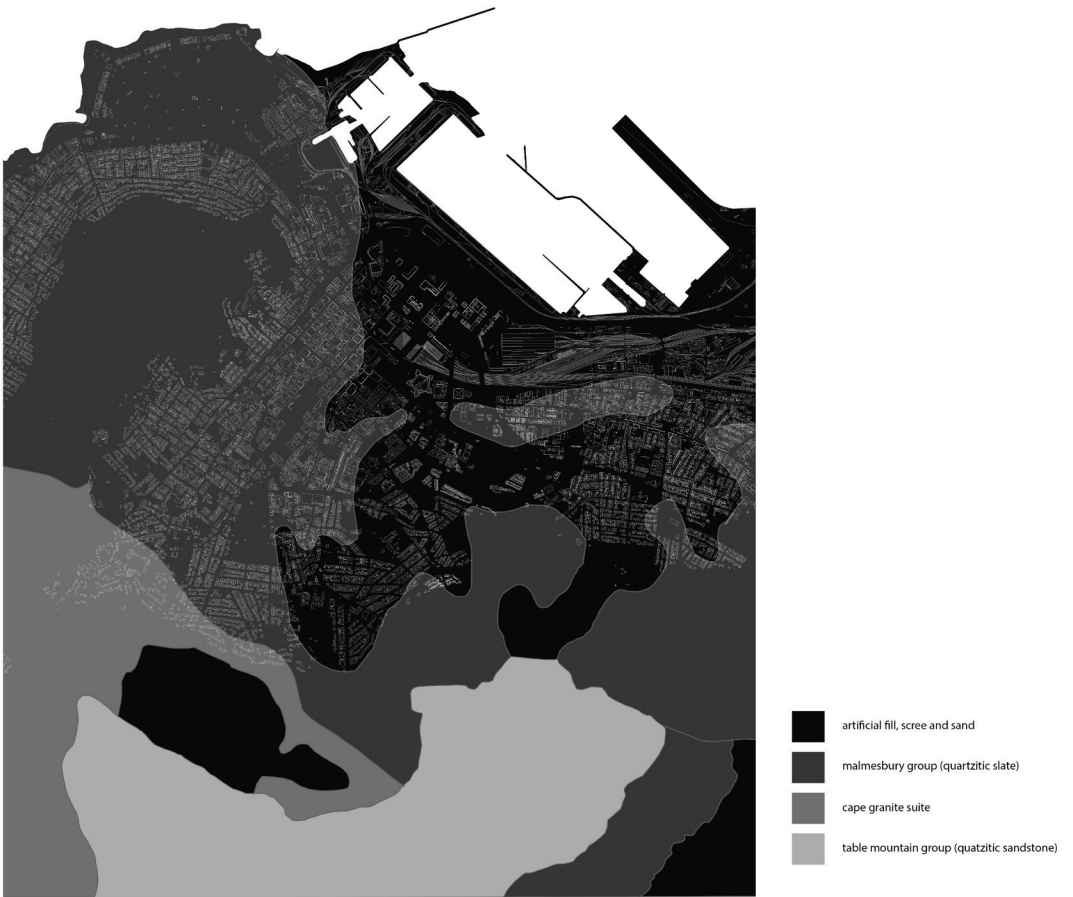 artificial fill, scree and sand
malmesbury group (quartzitic slate)
cape granite suite
table mountain group (quatzitic sandstone)